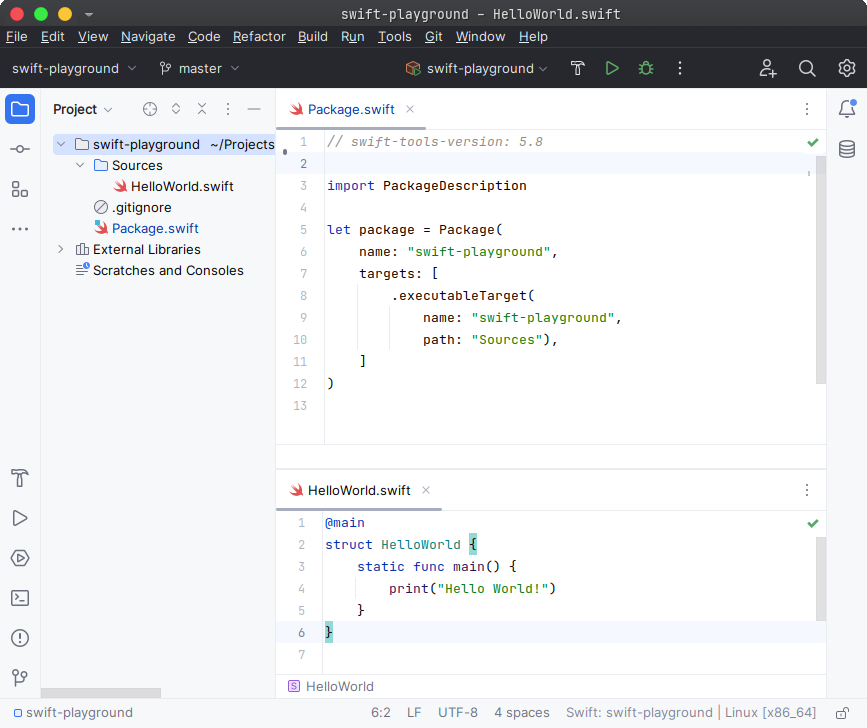 swift-playground – HelloWorld.swift
File Edit View Navigate Code Refactor Build Run Tools Git Window Help
swift-playground master swift-playground
Project
swift-playground ~/Projects
Sources
HelloWorld.swift
.gitignore
Package.swift
External Libraries
Scratches and Consoles
Package.swift
1 // swift-tools-version: 5.8
2
3 import PackageDescription
4
5 let package = Package(
6 name: "swift-playground",
7 targets: [
8 .executableTarget(
9 name: "swift-playground",
10 path: "Sources"),
11 ]
12 )
13
HelloWorld.swift
1 @main
2 struct HelloWorld {
3 static func main() {
4 print("Hello World!")
5 }
6 }
7
S HelloWorld
swift-playground 6:2 LF UTF-8 4 spaces Swift: swift-playground | Linux [x86_64]